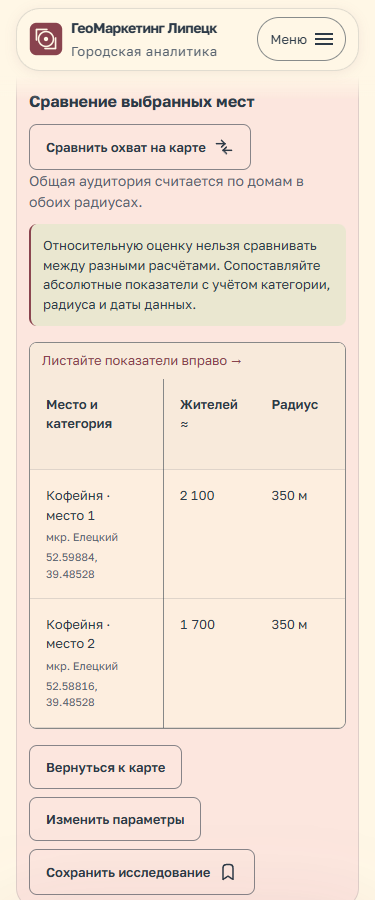 ГеоМаркетинг Липецк
Городская аналитика
Меню
Сравнение выбранных мест
Сравнить охват на карте
Общая аудитория считается по домам в
обоих радиусах.
Относительную оценку нельзя сравнивать
между разными расчётами. Сопоставляйте
абсолютные показатели с учётом категории,
радиуса и даты данных.
Листайте показатели вправо →
Место и
категория
Жителей
≈
Радиус
Кофейня ·
место 1
мкр. Елецкий
52.59884,
39.48528
2 100
350 м
Кофейня ·
место 2
мкр. Елецкий
52.58816,
39.48528
1 700
350 м
Вернуться к карте
Изменить параметры
Сохранить исследование